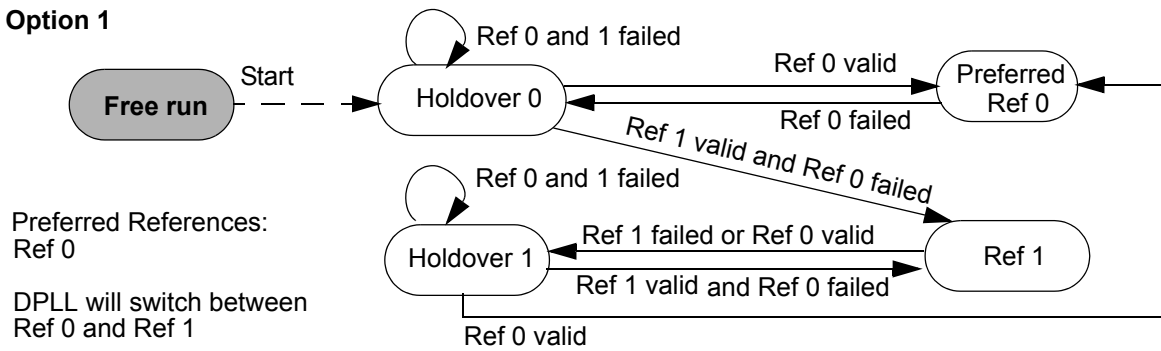 Option 1
Ref 0 and 1 failed
Start
Free run
Holdover 0
Ref 0 valid
Ref 0 failed
Preferred
Ref 0
Ref 1 valid and Ref 0 failed
Ref 0 and 1 failed
Preferred References:
Ref 0
Holdover 1
Ref 1 failed or Ref 0 valid
Ref 1 valid and Ref 0 failed
Ref 1
DPLL will switch between
Ref 0 and Ref 1
Ref 0 valid